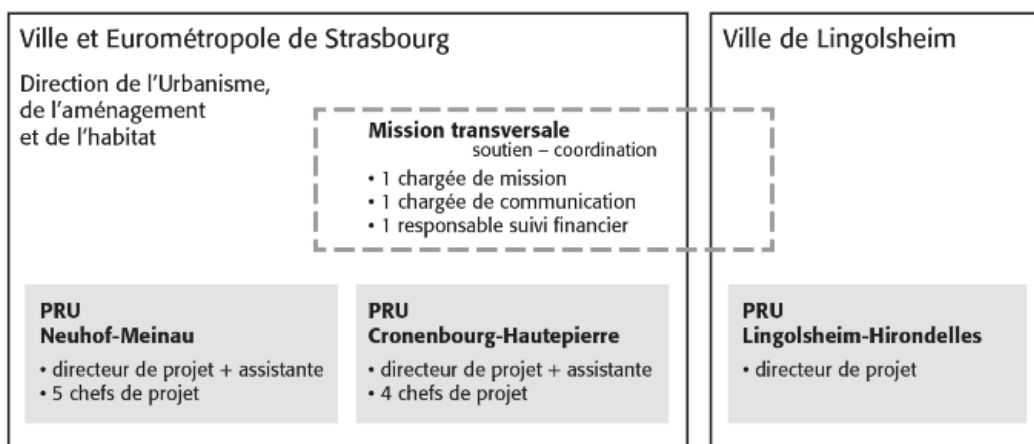 Ville et Eurométropole de Strasbourg
Direction de l'Urbanisme,
de l'aménagement
et de l'habitat
Mission transversale
soutien – coordination
• 1 chargée de mission
• 1 chargée de communication
• 1 responsable suivi financier
PRU
Neuhof-Meinau
• directeur de projet + assistante
• 5 chefs de projet
PRU
Cronenbourg-Hautepierre
• directeur de projet + assistante
• 4 chefs de projet
Ville de Lingolsheim
PRU
Lingolsheim-Hirondelles
• directeur de projet